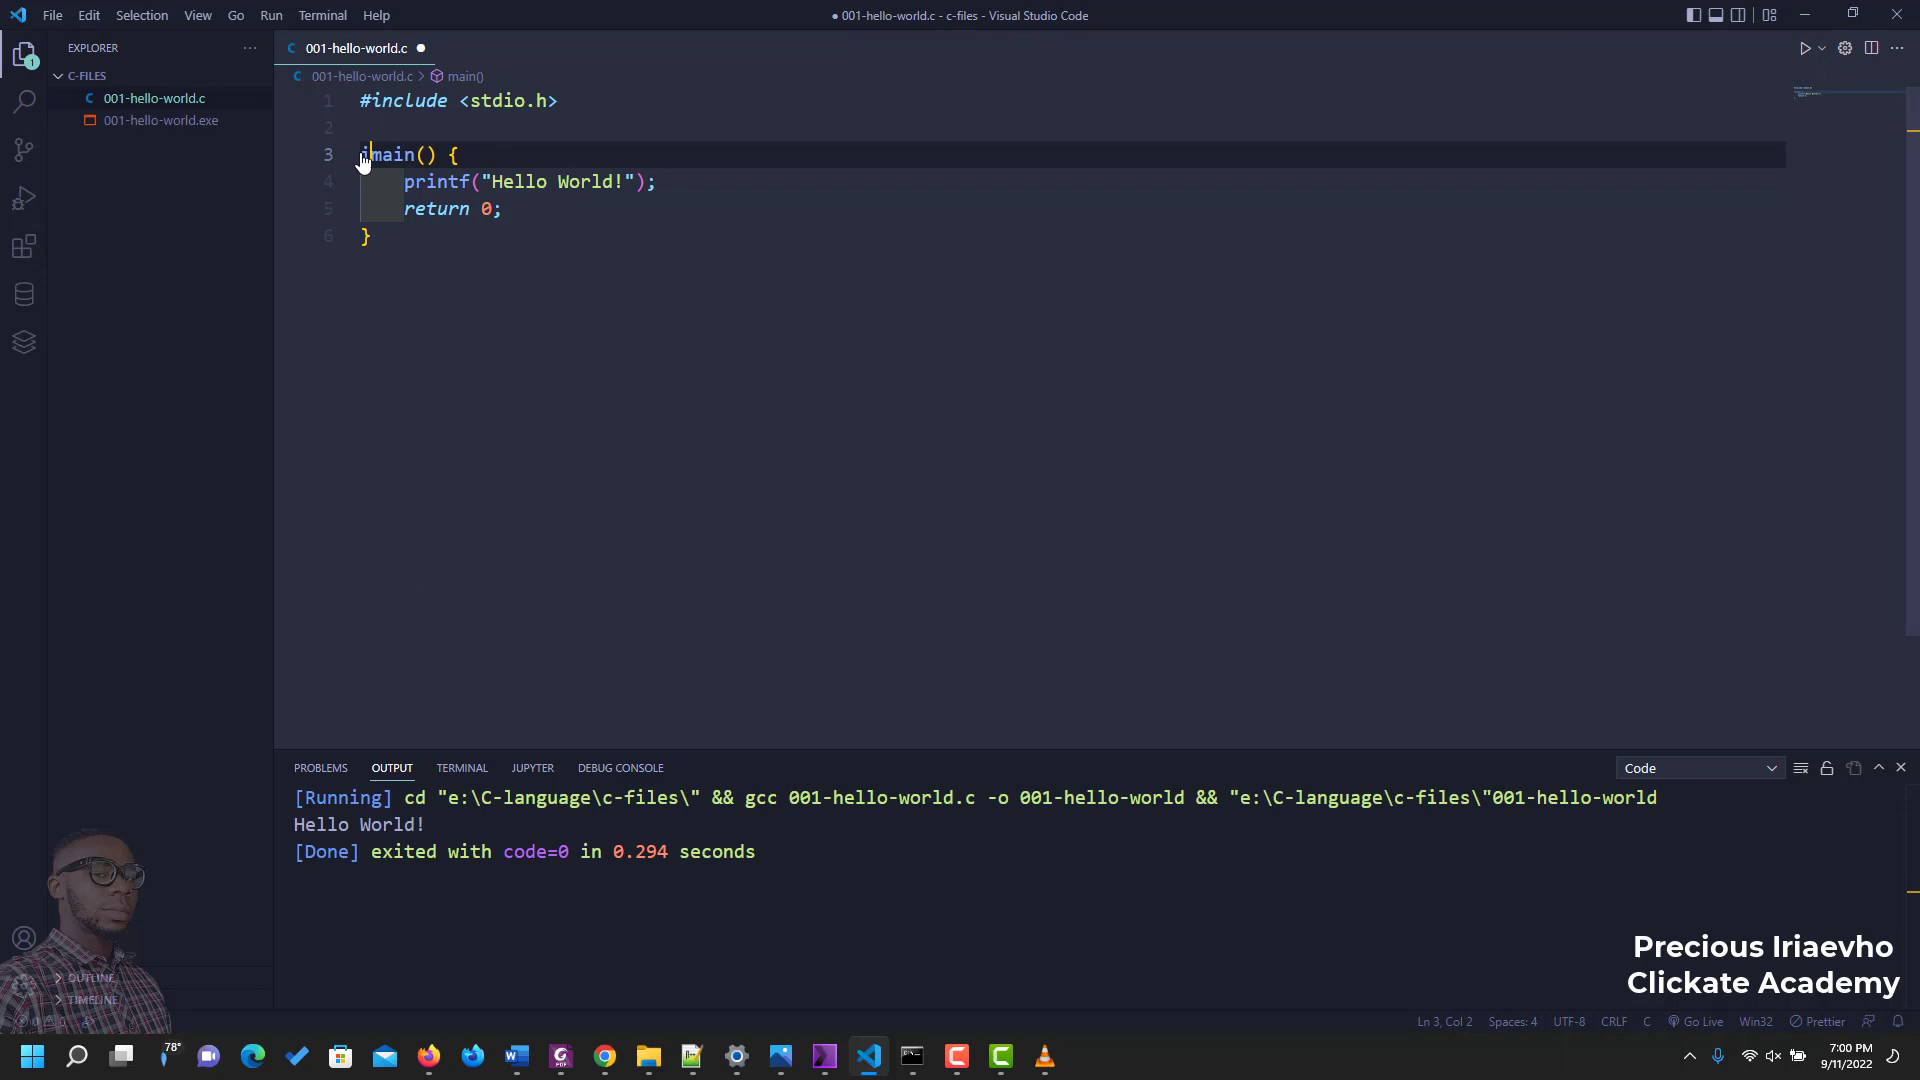 File Edit Selection View Go Run Terminal Help
● 001-hello-world.c - c-files - Visual Studio Code
EXPLORER
C-FILES
001-hello-world.c
001-hello-world.exe
1
C 001-hello-world.c
C 001-hello-world.c > main()
1 #include <stdio.h>
2
3 imain() {
4 printf("Hello World!");
5 return 0;
6 }
PROBLEMS OUTPUT TERMINAL JUPYTER DEBUG CONSOLE
Code
[Running] cd "e:\C-language\c-files\" && gcc 001-hello-world.c -o 001-hello-world && "e:\C-language\c-files\"001-hello-world
Hello World!
[Done] exited with code=0 in 0.294 seconds
OUTLINE
TIMELINE
Precious Iriaevho
Clickate Academy
0 0
Ln 3, Col 2 Spaces: 4 UTF-8 CRLF C Go Live Win32 Prettier
78°
7:00 PM
9/11/2022